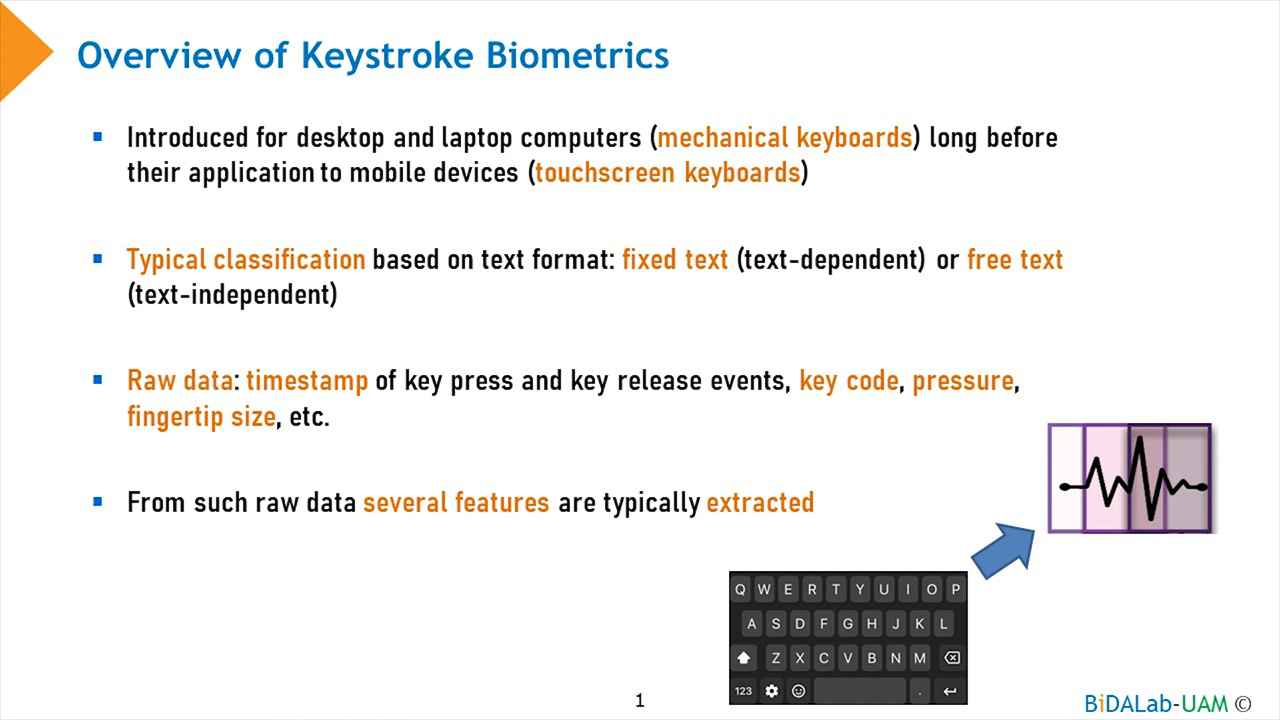 Overview of Keystroke Biometrics
Introduced for desktop and laptop computers (mechanical keyboards) long before
their application to mobile devices (touchscreen keyboards)
Typical classification based on text format: fixed text (text-dependent) or free text
(text-independent)
Raw data: timestamp of key press and key release events, key code, pressure,
fingertip size, etc.
From such raw data several features are typically extracted
Q W E R T Y U I O P
A S D F G H J K L
Z X C V B N M
123 .
1
BiDALab-UAM ©